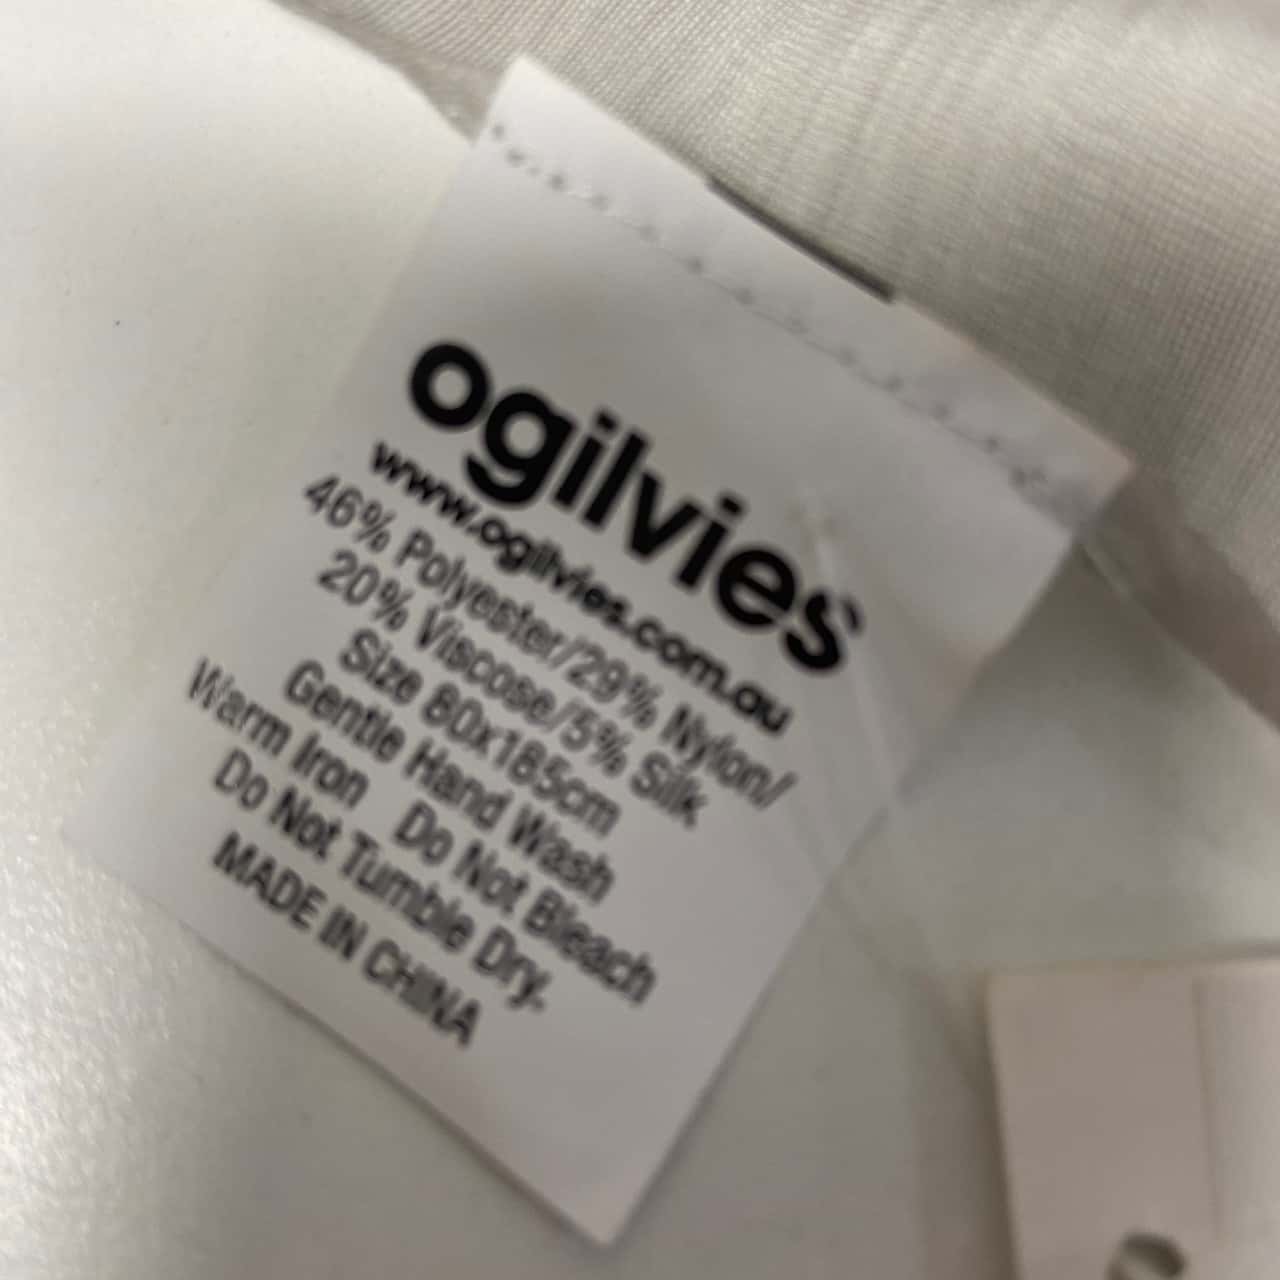 ogilvies
www.ogilvies.com.au
46% Polyester/29% Nylon/
20% Viscose/5% Silk
Size 80x185cm
Gentle Hand Wash
Warm Iron Do Not Bleach
Do Not Tumble Dry.
MADE IN CHINA